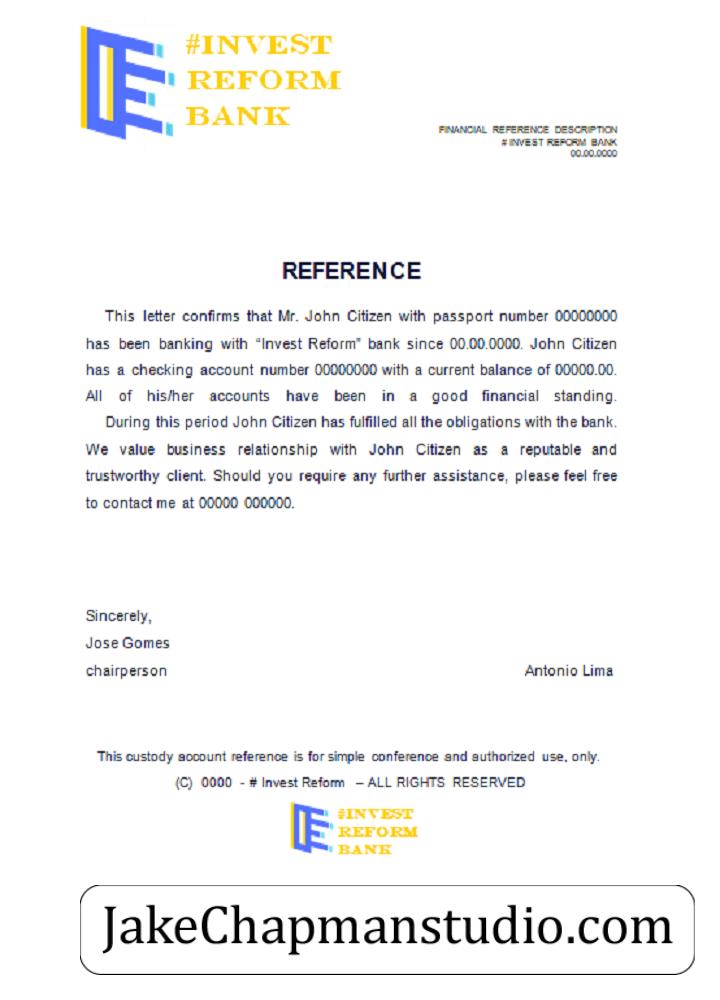 #INVEST
REFORM
BANK
FINANCIAL REFERENCE DESCRIPTION
# INVEST REFORM BANK
00.00.0000
REFERENCE
This letter confirms that Mr. John Citizen with passport number 00000000
has been banking with “Invest Reform” bank since 00.00.0000. John Citizen
has a checking account number 00000000 with a current balance of 00000.00.
All of his/her accounts have been in a good financial standing.
During this period John Citizen has fulfilled all the obligations with the bank.
We value business relationship with John Citizen as a reputable and
trustworthy client. Should you require any further assistance, please feel free
to contact me at 00000 000000.
Sincerely,
Jose Gomes
chairperson
Antonio Lima
This custody account reference is for simple conference and authorized use, only.
(C) 0000 - # Invest Reform – ALL RIGHTS RESERVED
#INVEST
REFORM
BANK
JakeChapmanstudio.com